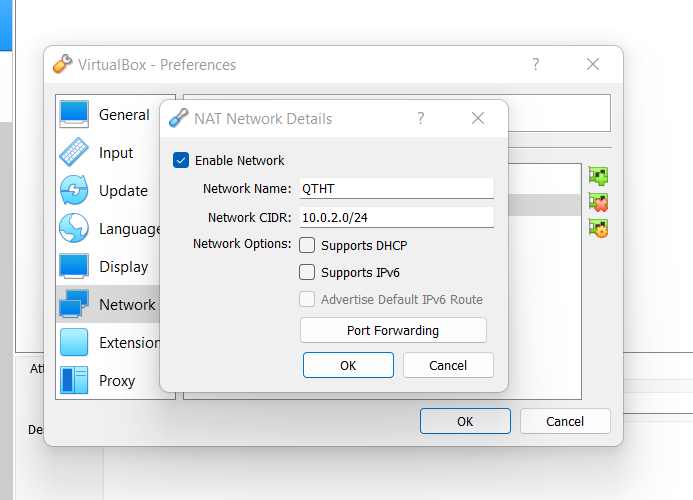 VirtualBox - Preferences
?
General
Input
Update
Language
Display
Network
Extension
Proxy
NAT Network Details
?
Enable Network
Network Name: QTHT
Network CIDR: 10.0.2.0/24
Network Options: Supports DHCP
Supports IPv6
Advertise Default IPv6 Route
Port Forwarding
OK Cancel
OK Cancel
Att
De